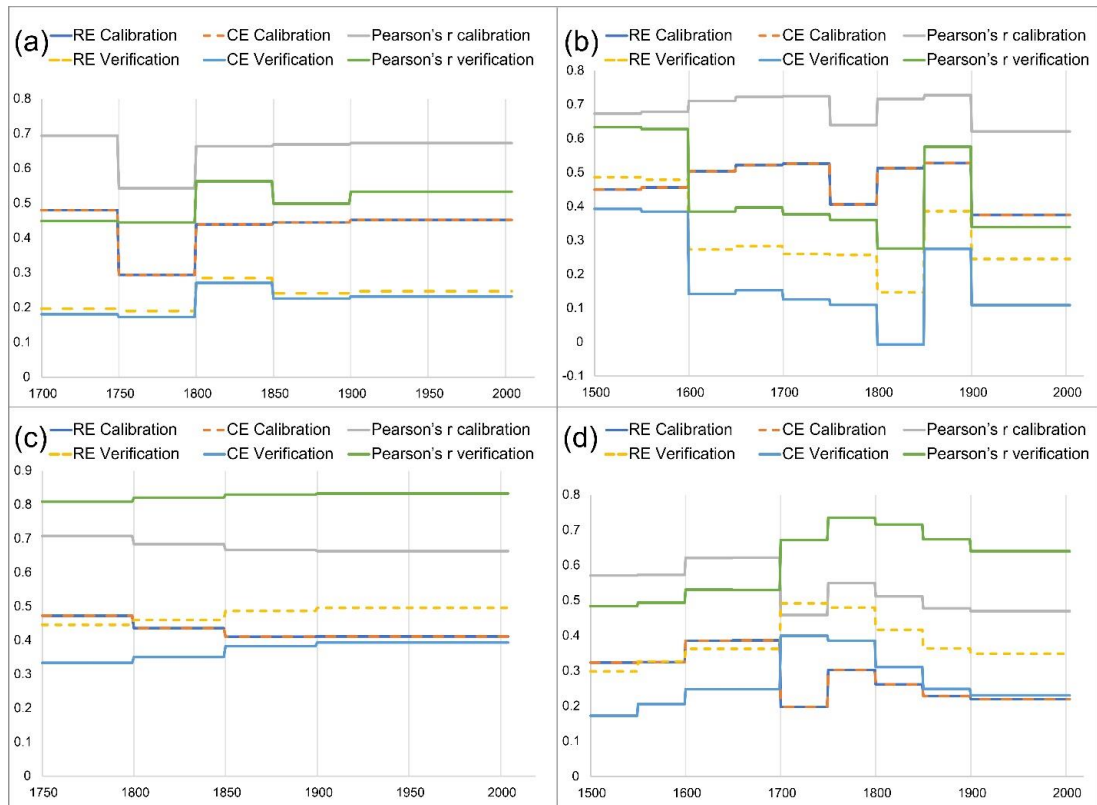 (a)
RE Calibration CE Calibration Pearson's r calibration
RE Verification CE Verification Pearson's r verification
0.8
0.7
0.6
0.5
0.4
0.3
0.2
0.1
0
1700 1750 1800 1850 1900 1950 2000
(b)
RE Calibration CE Calibration Pearson's r calibration
RE Verification CE Verification Pearson's r verification
0.8
0.7
0.6
0.5
0.4
0.3
0.2
0.1
0
-0.1
1500 1600 1700 1800 1900 2000
(c)
RE Calibration CE Calibration Pearson's r calibration
RE Verification CE Verification Pearson's r verification
0.9
0.8
0.7
0.6
0.5
0.4
0.3
0.2
0.1
0
1750 1800 1850 1900 1950 2000
(d)
RE Calibration CE Calibration Pearson's r calibration
RE Verification CE Verification Pearson's r verification
0.8
0.7
0.6
0.5
0.4
0.3
0.2
0.1
0
1500 1600 1700 1800 1900 2000